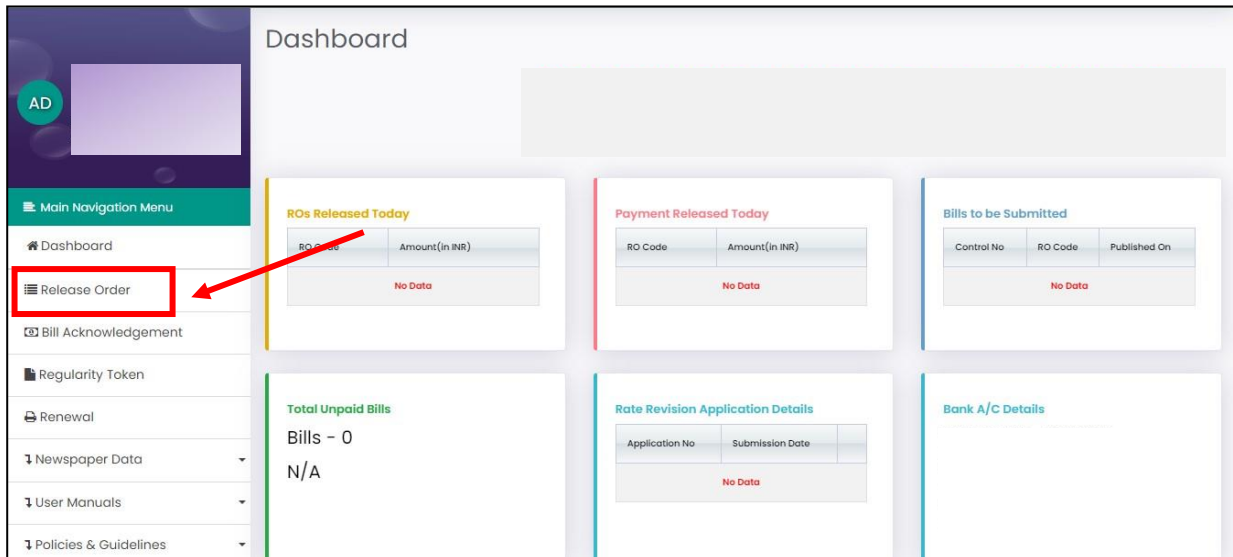 Dashboard
AD
Main Navigation Menu
Dashboard
Release Order
Bill Acknowledgement
Regularity Token
Renewal
Newspaper Data
User Manuals
Policies & Guidelines
ROs Released Today
RO Code Amount(in INR)
No Data
Payment Released Today
RO Code Amount(in INR)
No Data
Bills to be Submitted
Control No RO Code Published On
No Data
Total Unpaid Bills
Bills - 0
N/A
Rate Revision Application Details
Application No Submission Date
No Data
Bank A/C Details